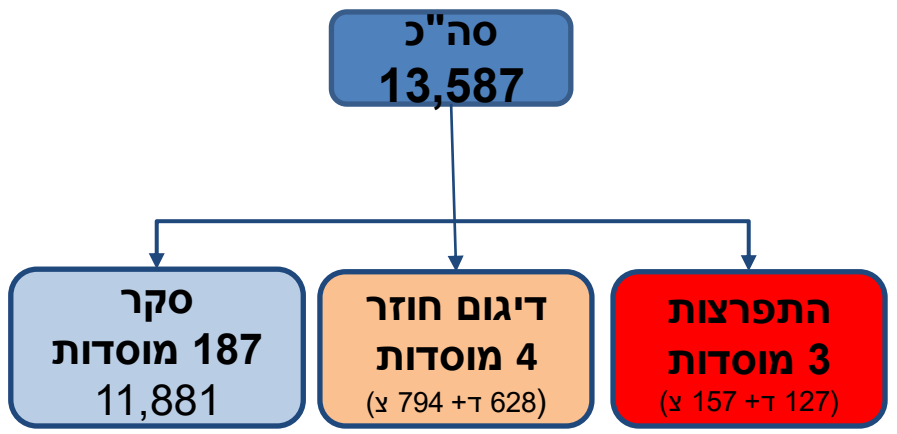 סה"כ
13,587
התפרצות
3 מוסדות
(127 ד+ 157 צ)
דיגום חוזר
4 מוסדות
(628 ד+ 794 צ)
סקר
187 מוסדות
11,881